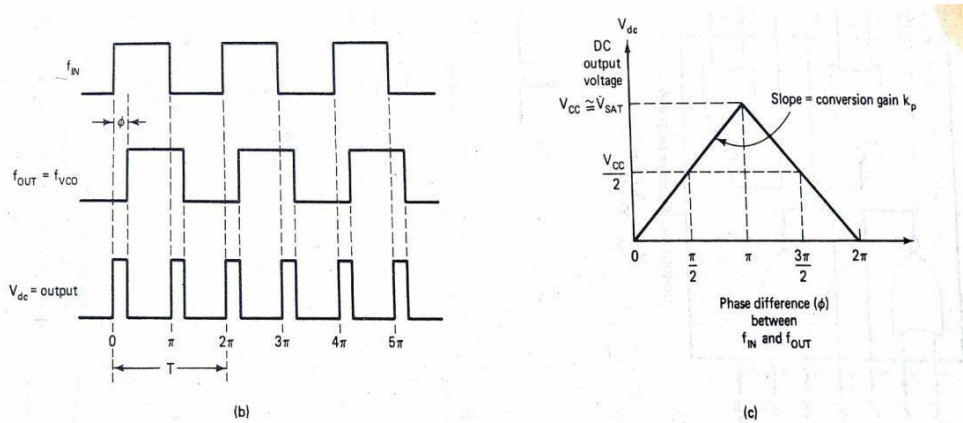 f_IN
ϕ
f_OUT = f_VCO
V_dc = output
0 π 2π 3π 4π 5π
T
(b)
V_dc
DC
output
voltage
V_CC ≅ V_SAT
Slope = conversion gain k_p
V_CC
2
0 π/2 π 3π/2 2π
Phase difference (ϕ)
between
f_IN and f_OUT
(c)